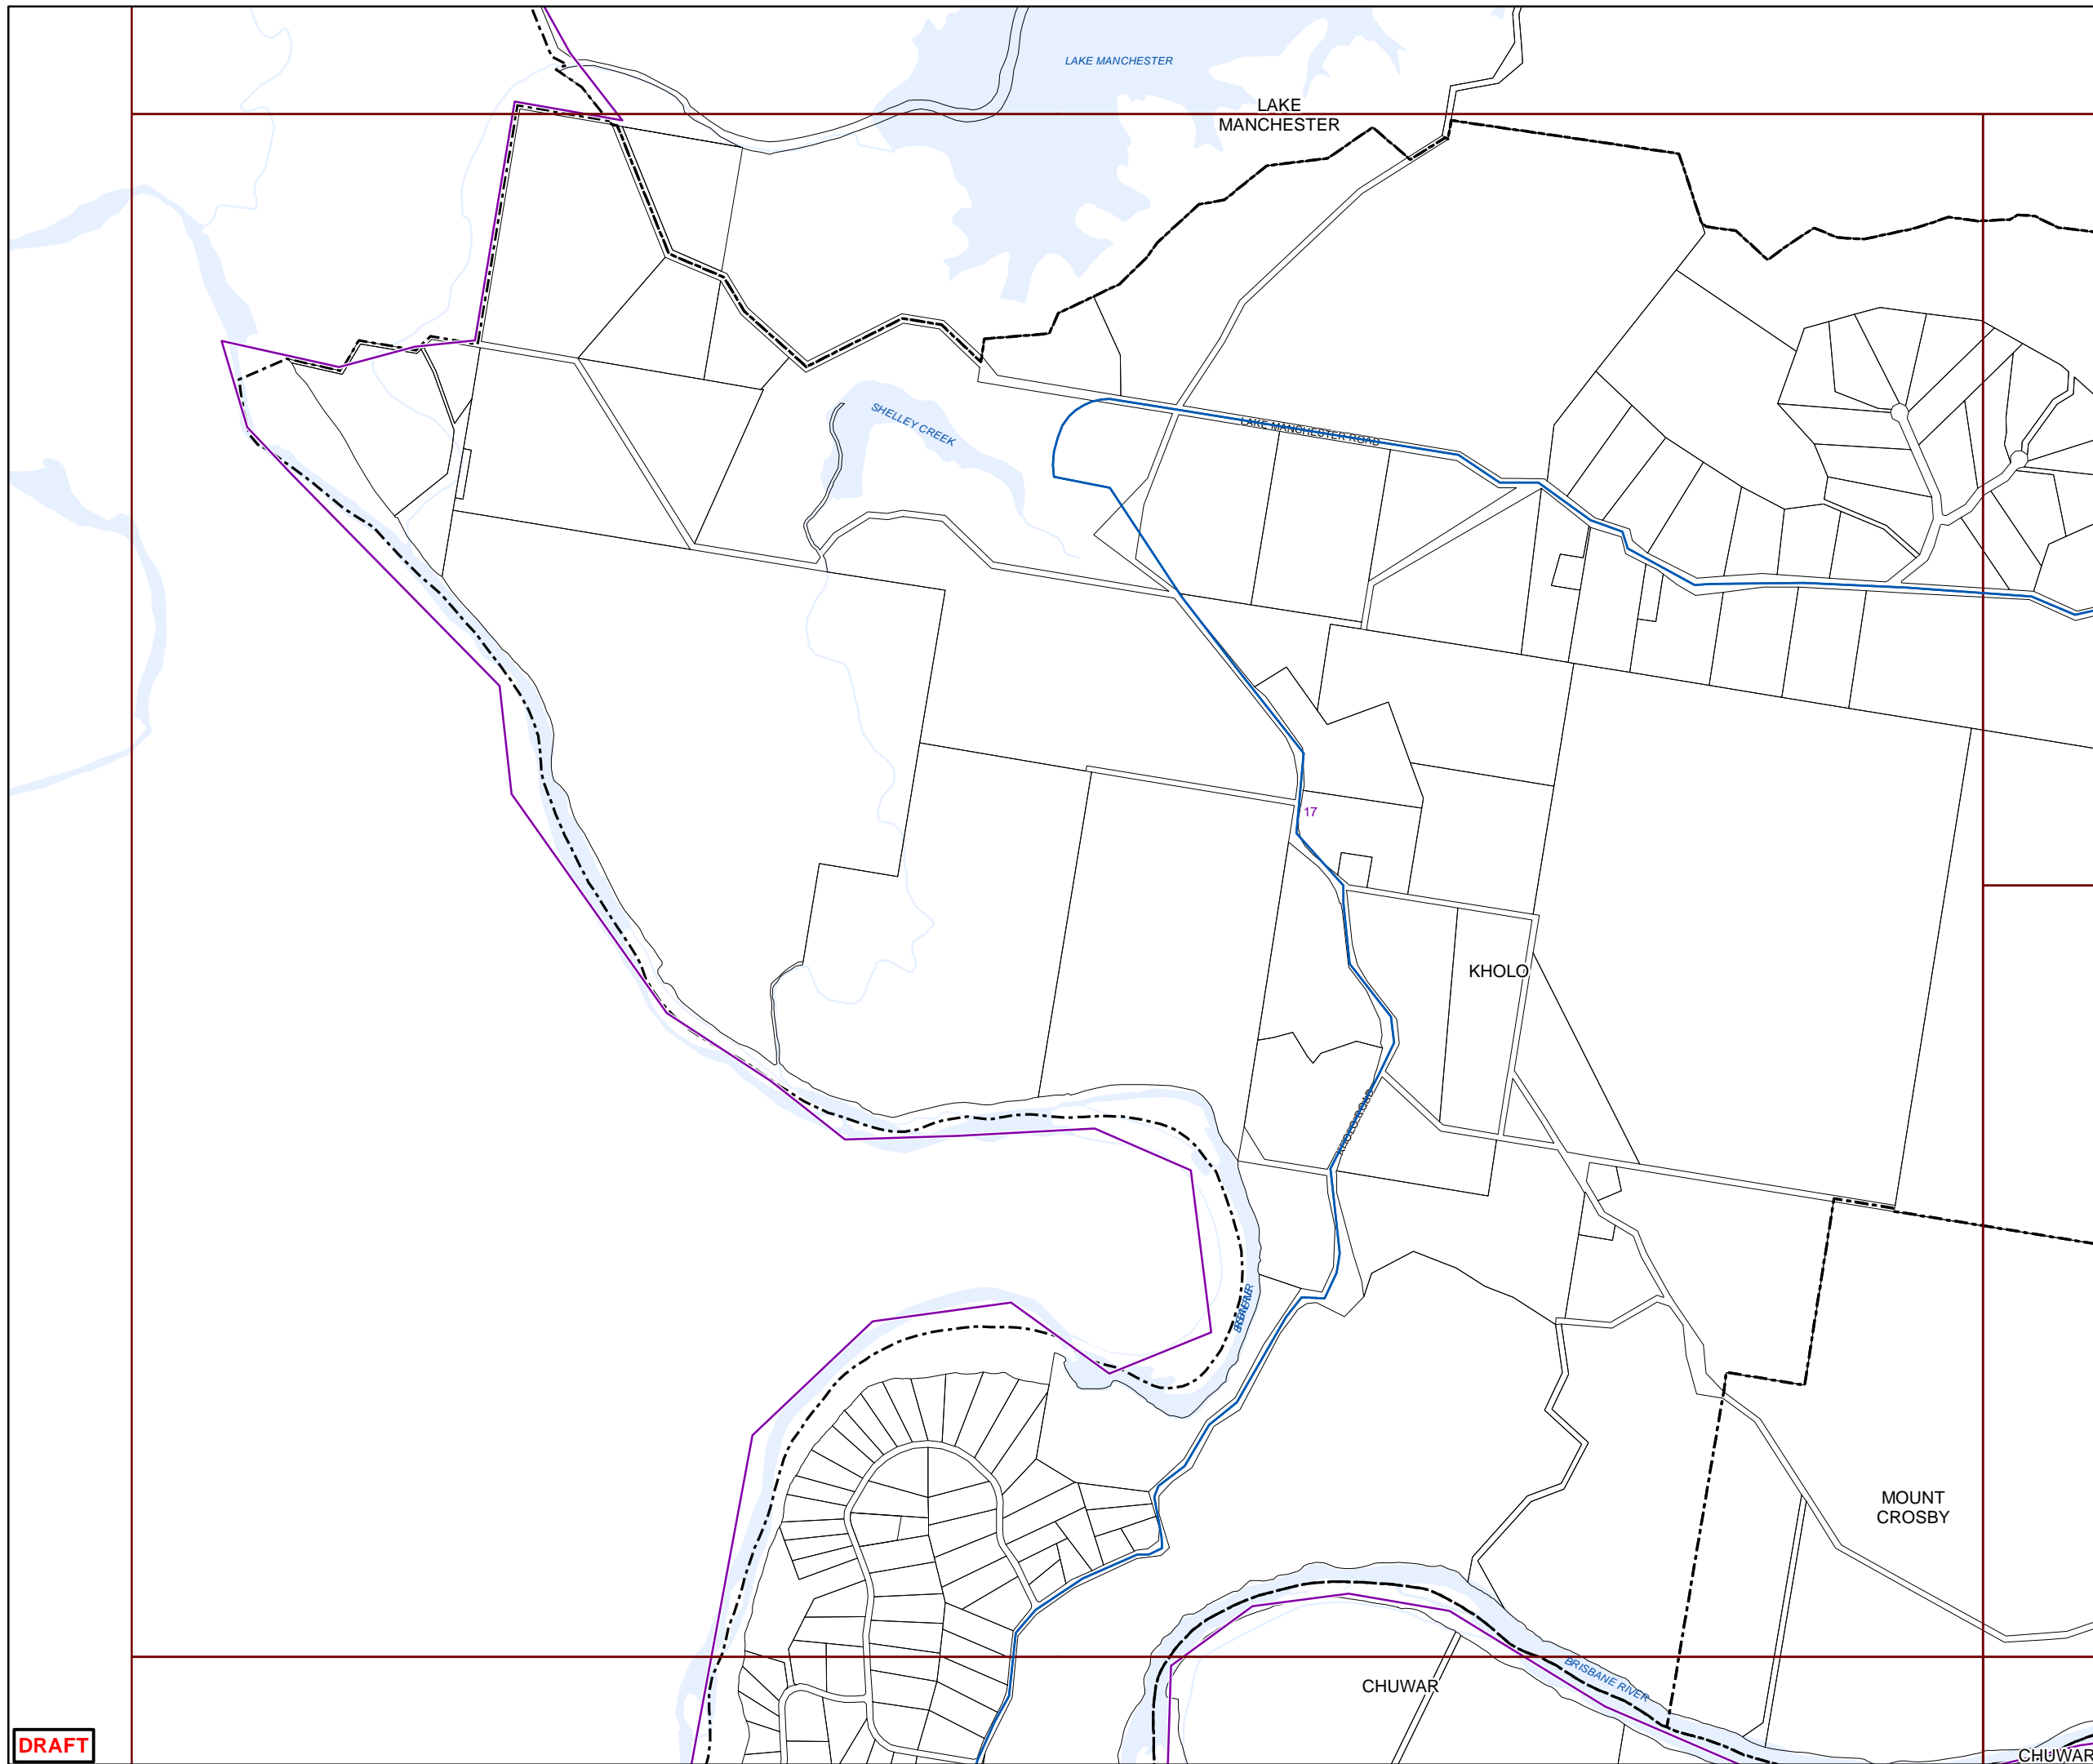 LAKE MANCHESTER
LAKE
MANCHESTER
SHELLEY CREEK
LAKE MANCHESTER ROAD
17
KHOLO
KHOLO ROAD
MOUNT
CROSBY
BRISBANE RIVER
CHUWAR
DRAFT
CHUWAR